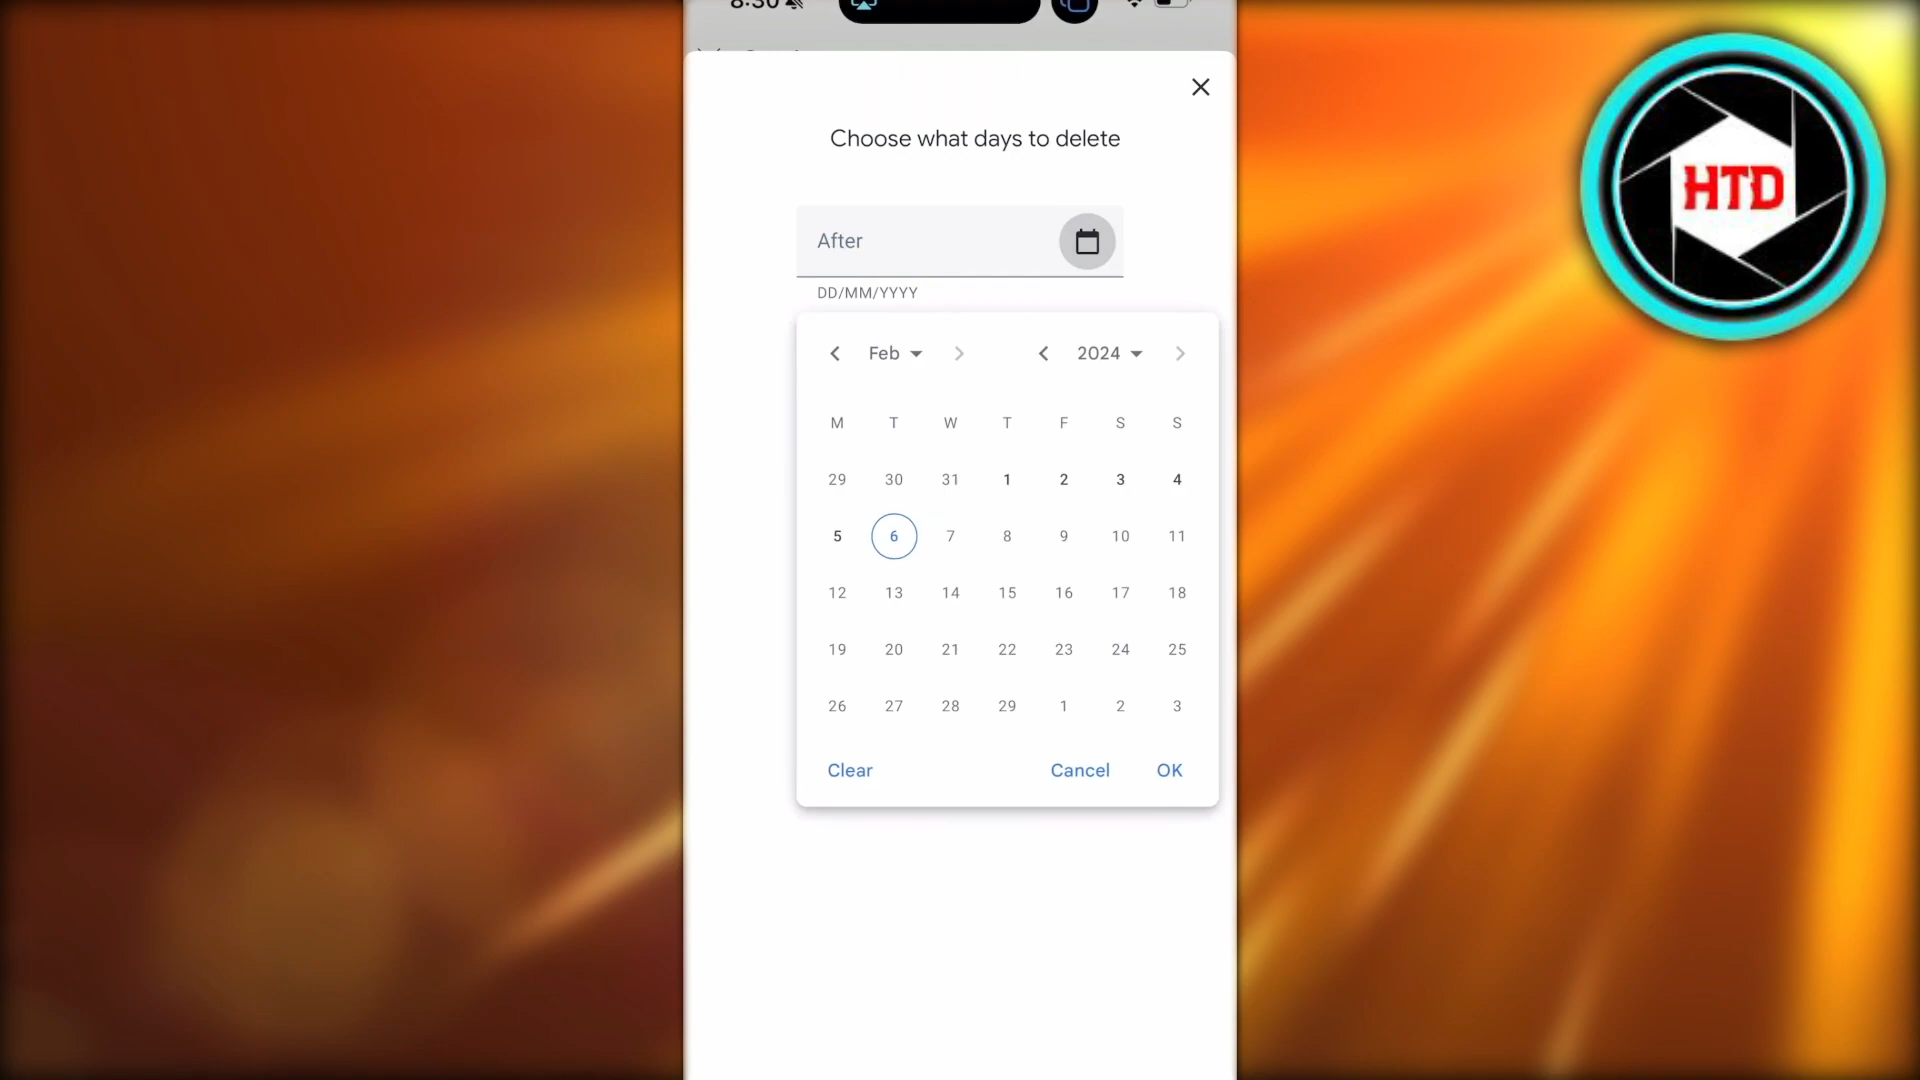 8:30
HTD
Choose what days to delete
After
DD/MM/YYYY
Feb 2024
M T W T F S S
29 30 31 1 2 3 4
5 6 7 8 9 10 11
12 13 14 15 16 17 18
19 20 21 22 23 24 25
26 27 28 29 1 2 3
Clear Cancel OK